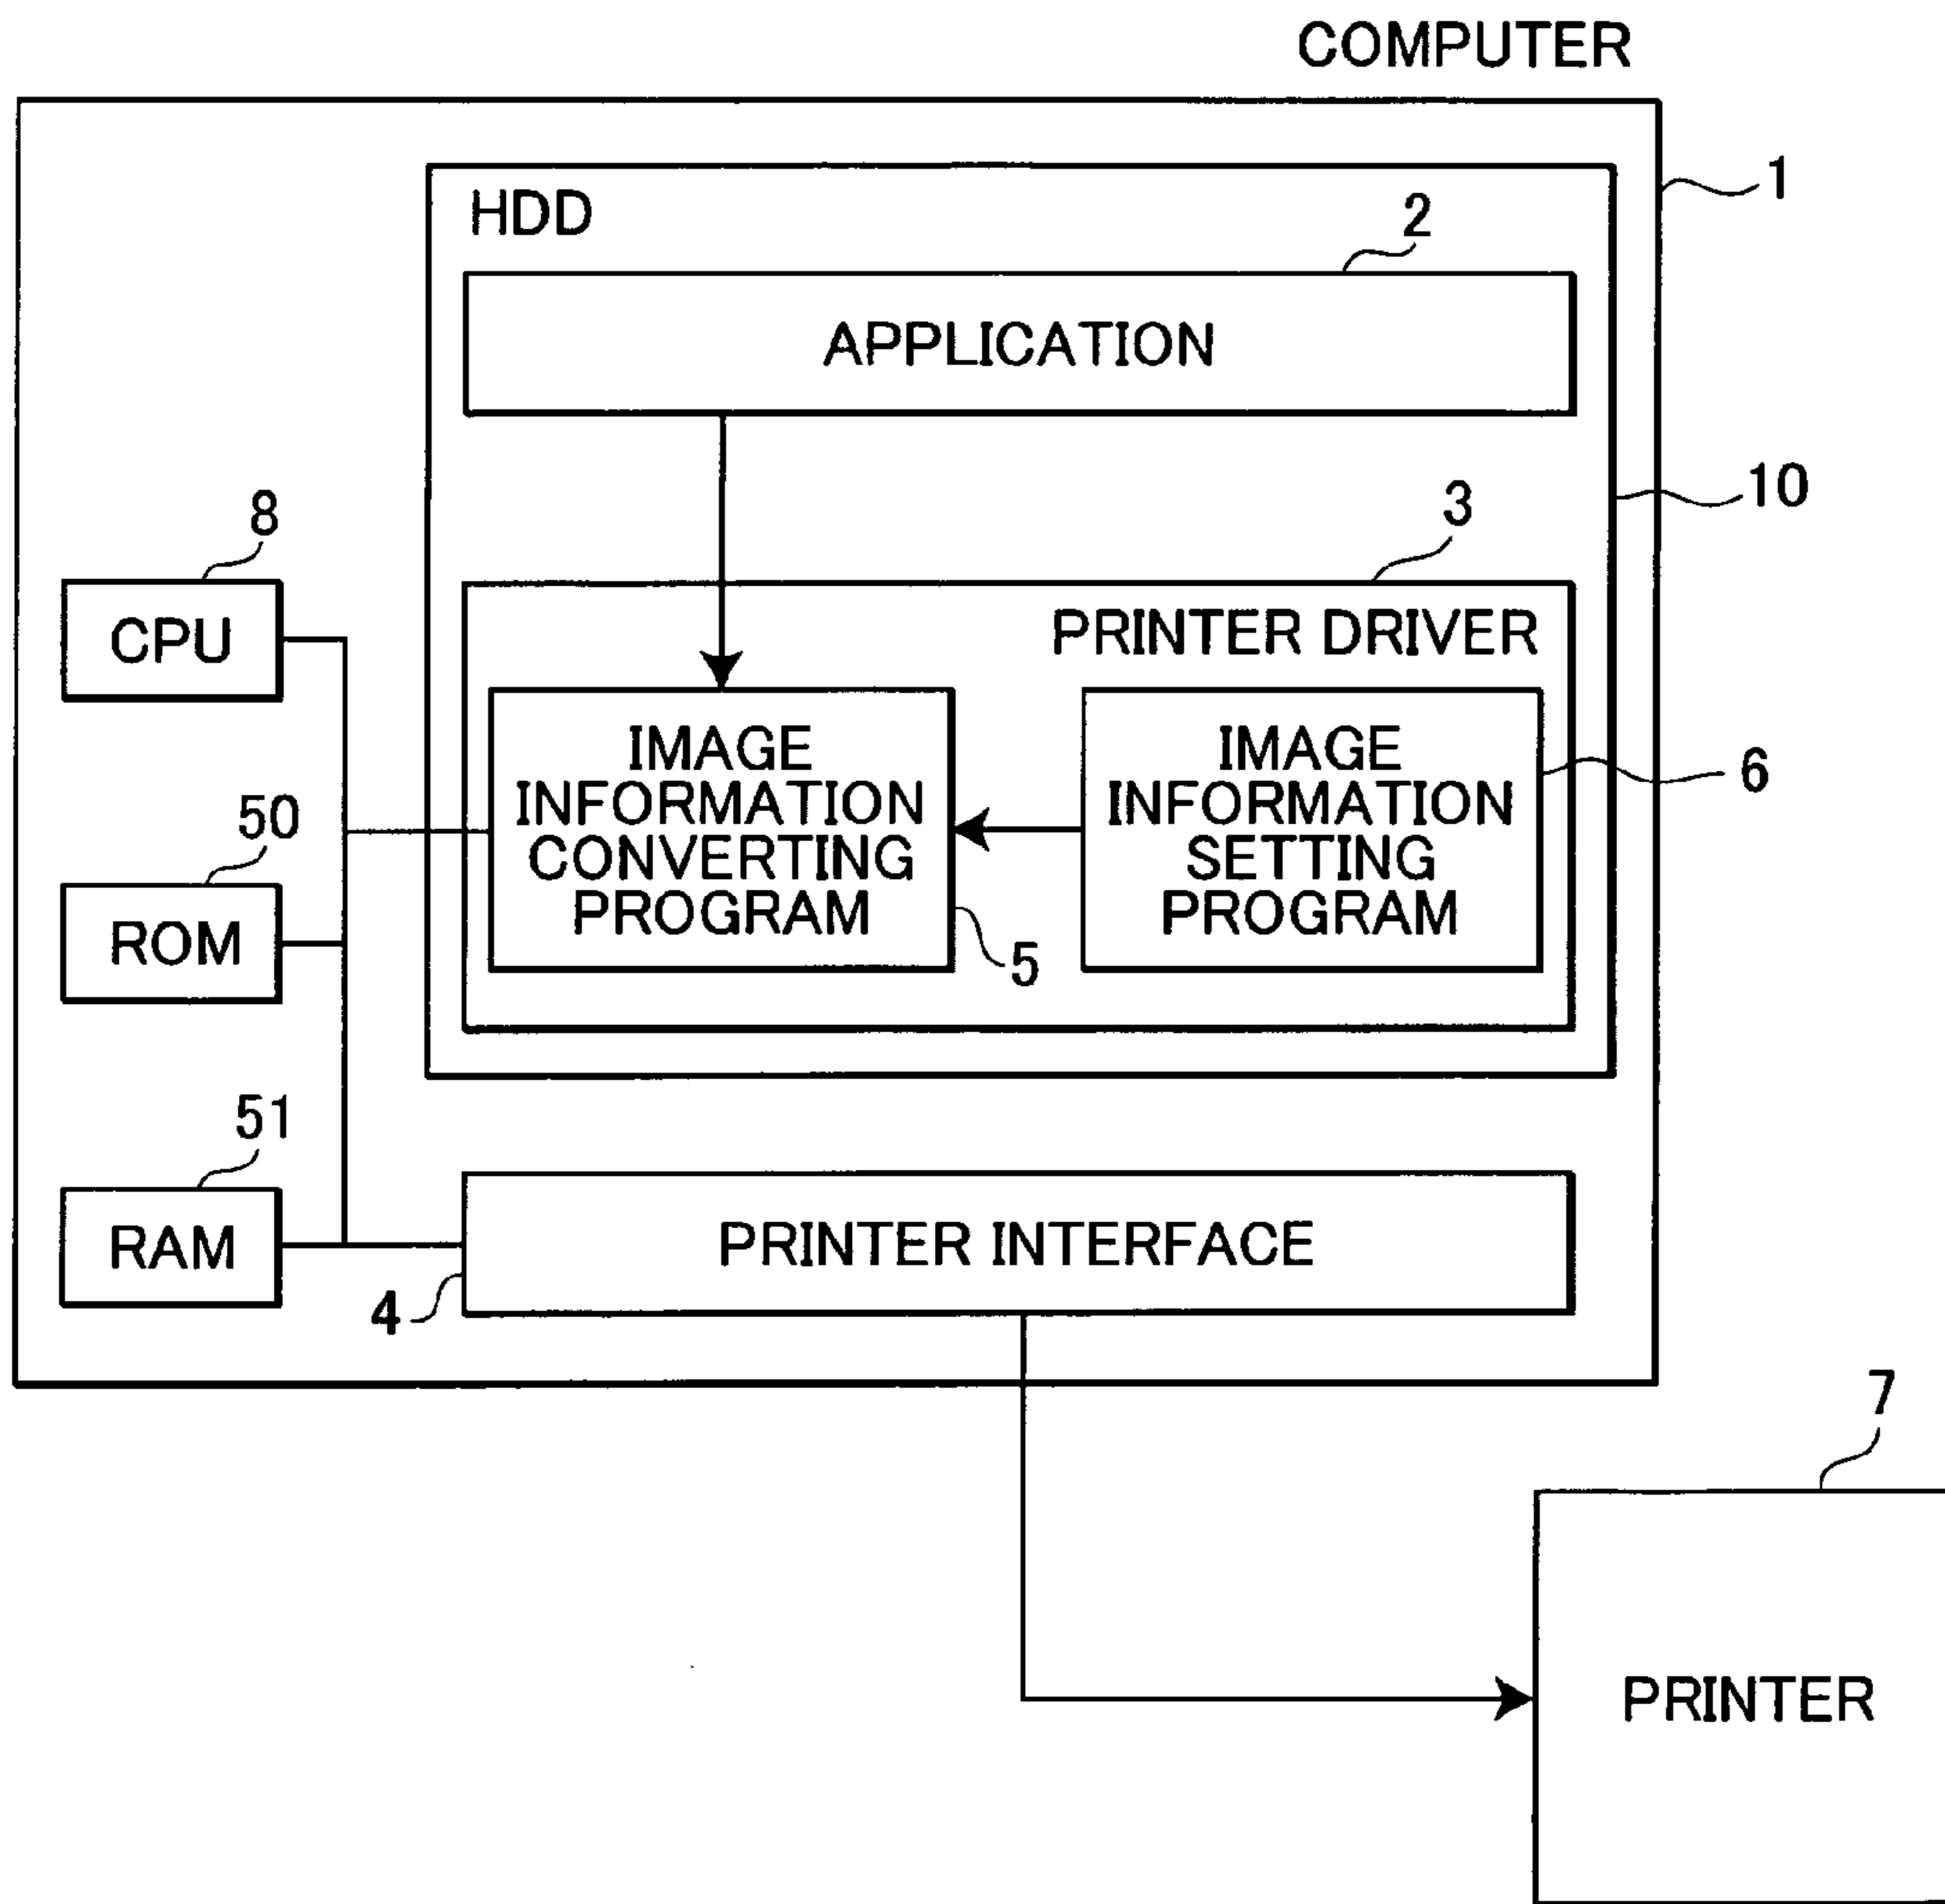 COMPUTER
1
HDD
2
APPLICATION
10
3
8
PRINTER DRIVER
CPU
IMAGE
INFORMATION
CONVERTING
PROGRAM
IMAGE
INFORMATION
SETTING
PROGRAM
6
50
5
ROM
51
RAM
PRINTER INTERFACE
4
7
PRINTER